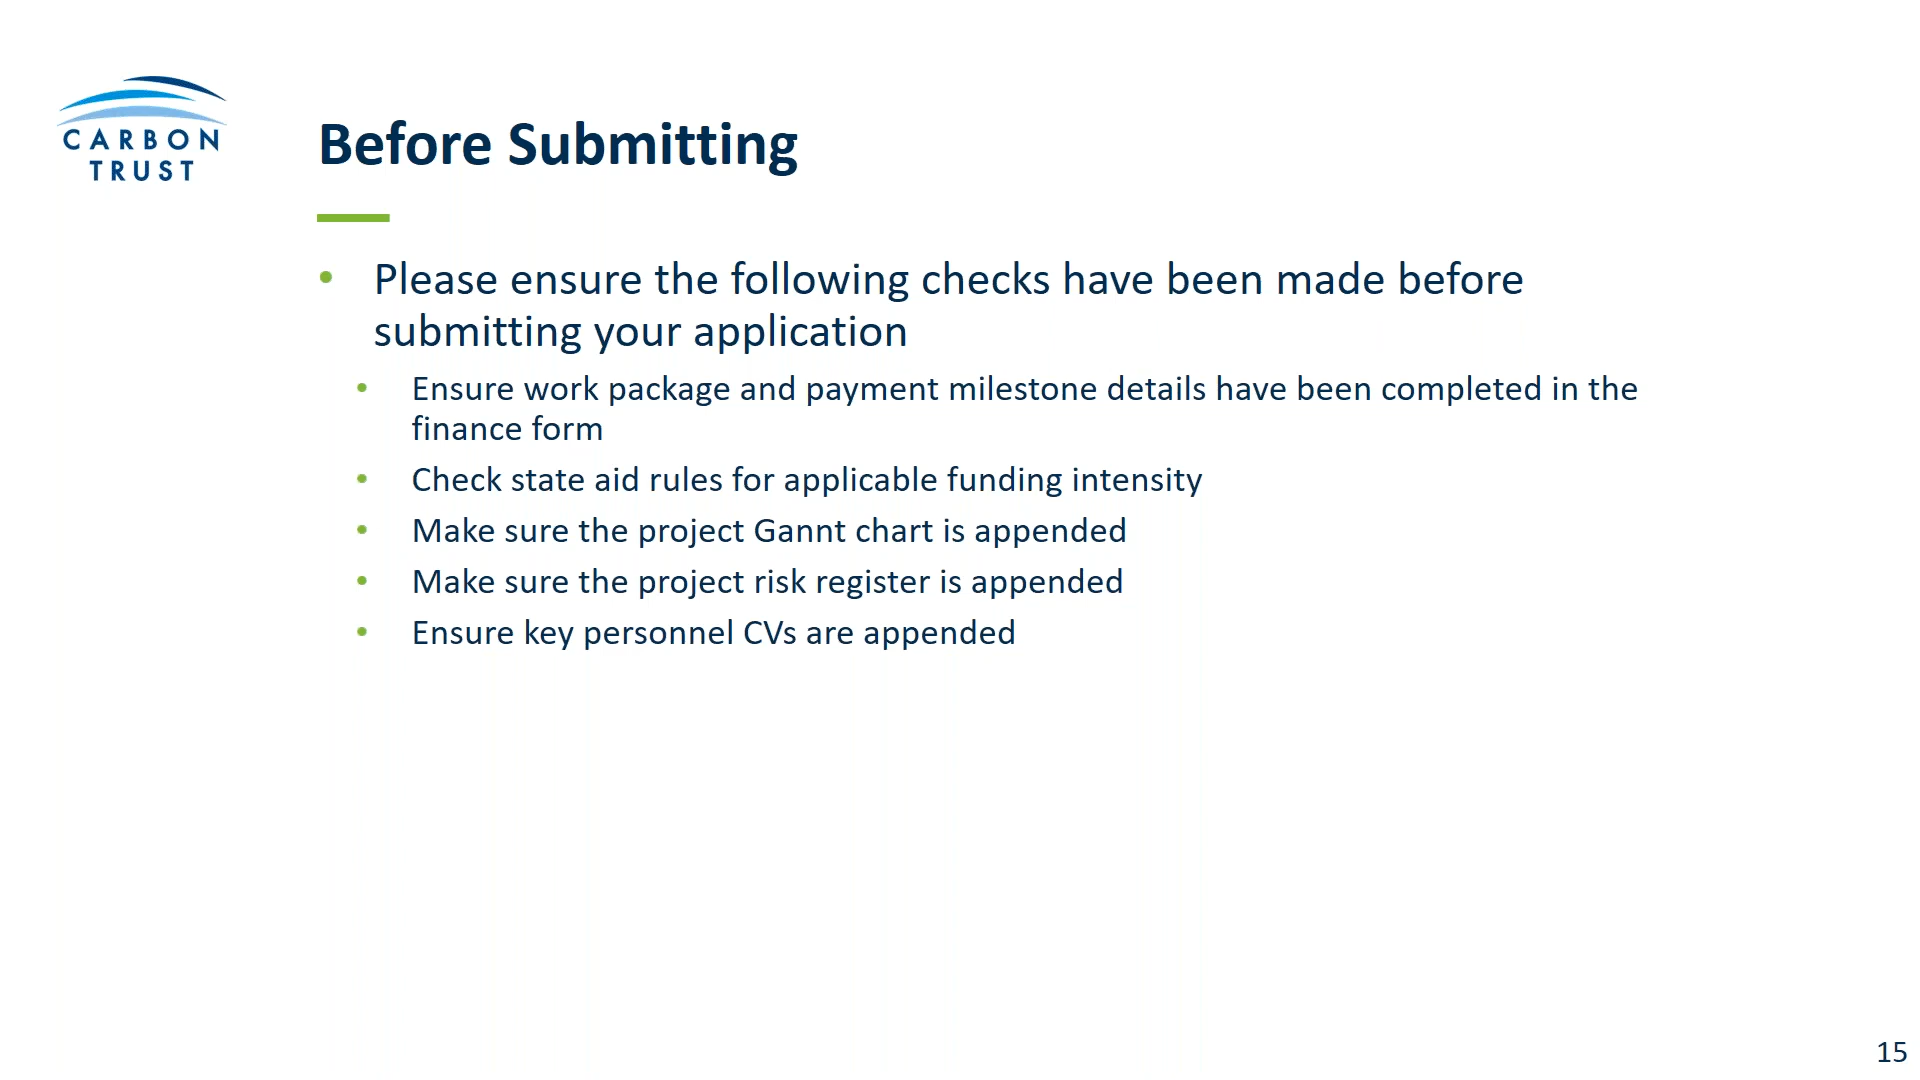 CARBON
TRUST
Before Submitting
• Please ensure the following checks have been made before
submitting your application
• Ensure work package and payment milestone details have been completed in the
finance form
• Check state aid rules for applicable funding intensity
• Make sure the project Gannt chart is appended
• Make sure the project risk register is appended
• Ensure key personnel CVs are appended
15